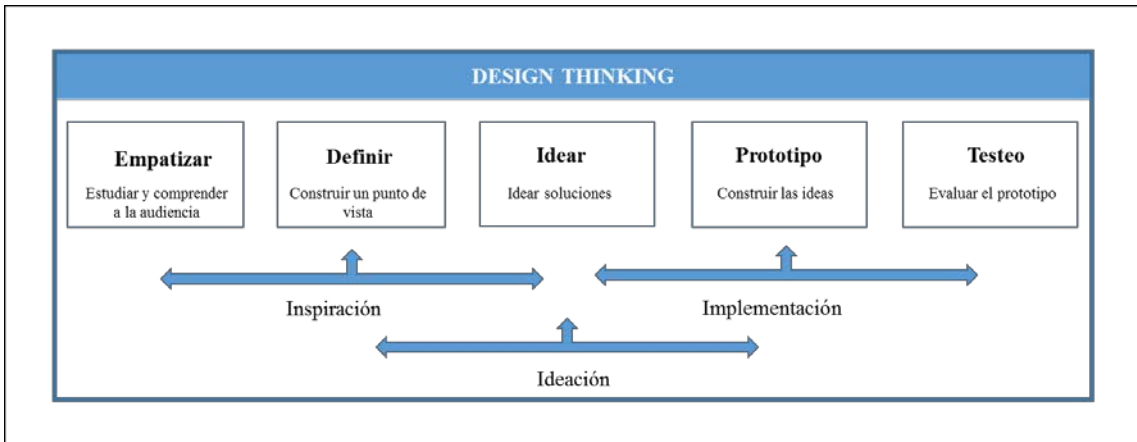 DESIGN THINKING
Empatizar
Estudiar y comprender
a la audiencia
Definir
Construir un punto de
vista
Idear
Idear soluciones
Prototipo
Construir las ideas
Testeo
Evaluar el prototipo
Inspiración
Implementación
Ideación